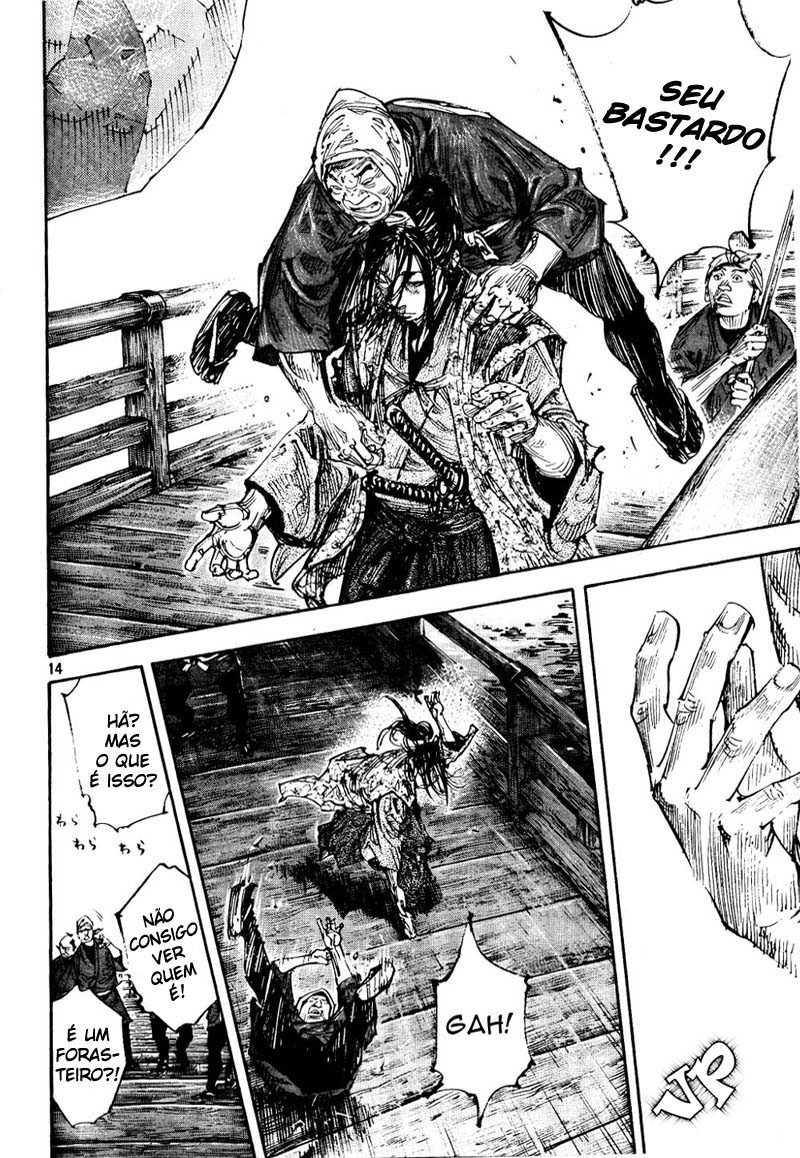 SEU
BASTARDO
!!!
VP
GAH!
HÃ?
MAS
O QUE
É ISSO?
わら
わら
わら
NÃO
CONSIGO
VER
QUEM
É!
É UM
FORAS-
TEIRO?!
14